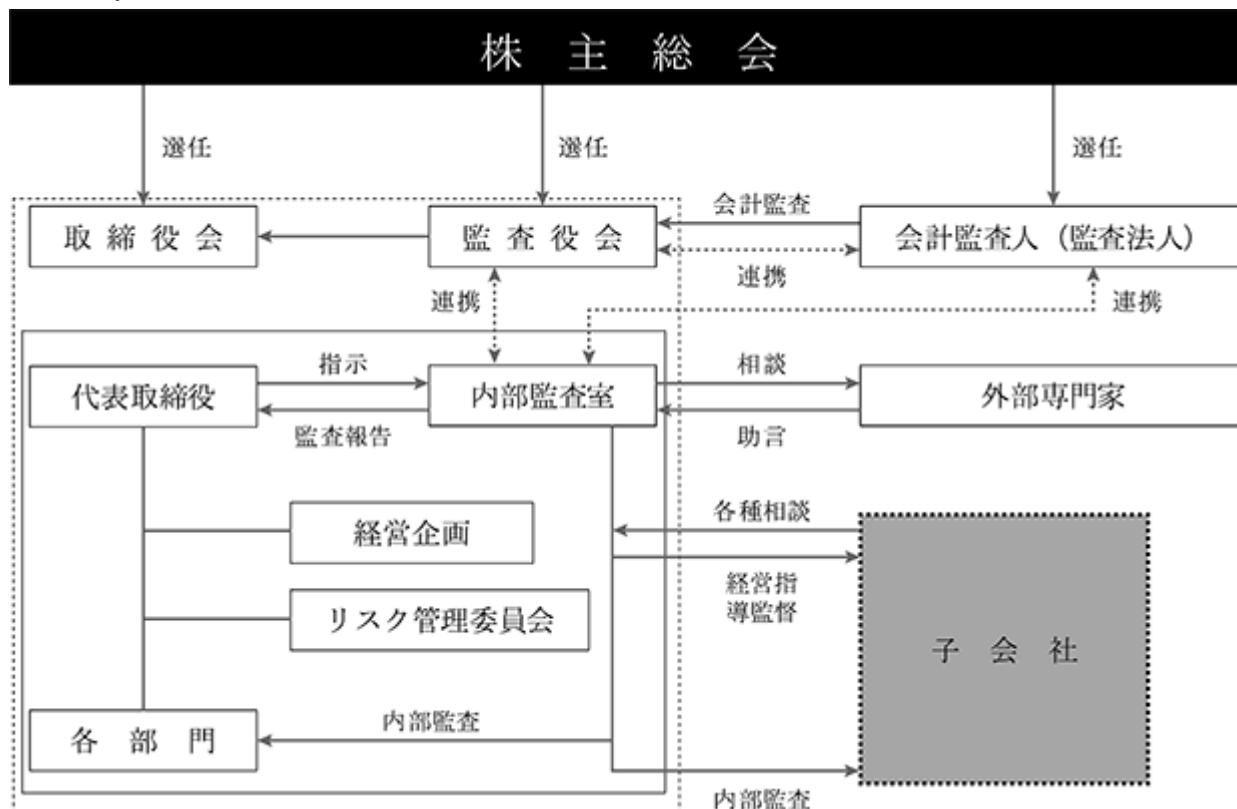 株主総会
選任
選任
選任
取締役会
監査役会
会計監査
会計監査人（監査法人）
連携
連携
連携
代表取締役
指示
監査報告
内部監査室
相談
助言
外部専門家
経営企画
リスク管理委員会
各種相談
経営指
導監督
子会社
各部門
内部監査
内部監査